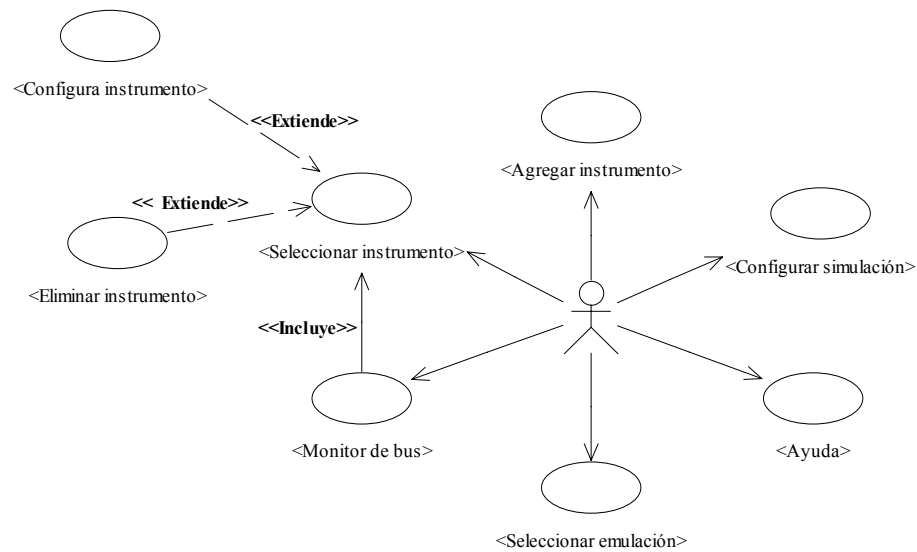 <Configura instrumento>
<<Extiende>>
<Agregar instrumento>
<< Extiende>>
<Seleccionar instrumento>
<Configurar simulación>
<Eliminar instrumento>
<<Incluye>>
<Monitor de bus>
<Ayuda>
<Seleccionar emulación>